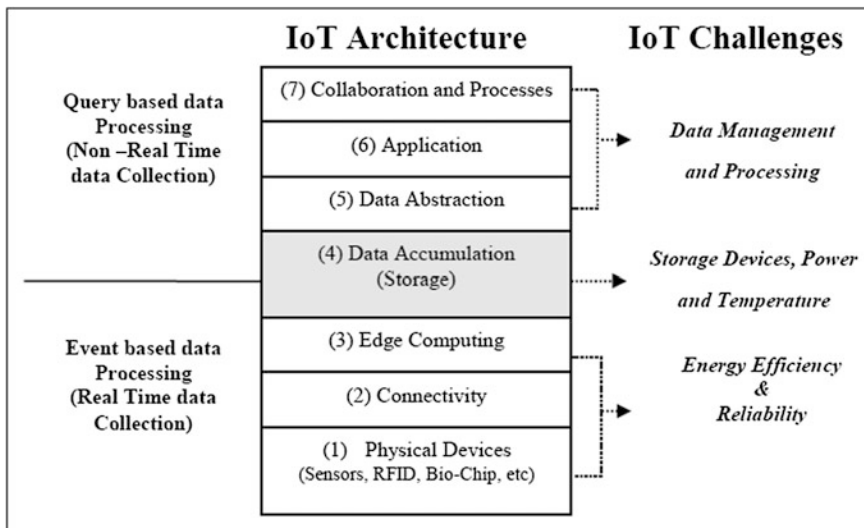 IoT Architecture
IoT Challenges
Query based data
Processing
(Non –Real Time
data Collection)
Event based data
Processing
(Real Time data
Collection)
(7) Collaboration and Processes
(6) Application
(5) Data Abstraction
(4) Data Accumulation
(Storage)
(3) Edge Computing
(2) Connectivity
(1) Physical Devices
(Sensors, RFID, Bio-Chip, etc)
Data Management
and Processing
Storage Devices, Power
and Temperature
Energy Efficiency
&
Reliability